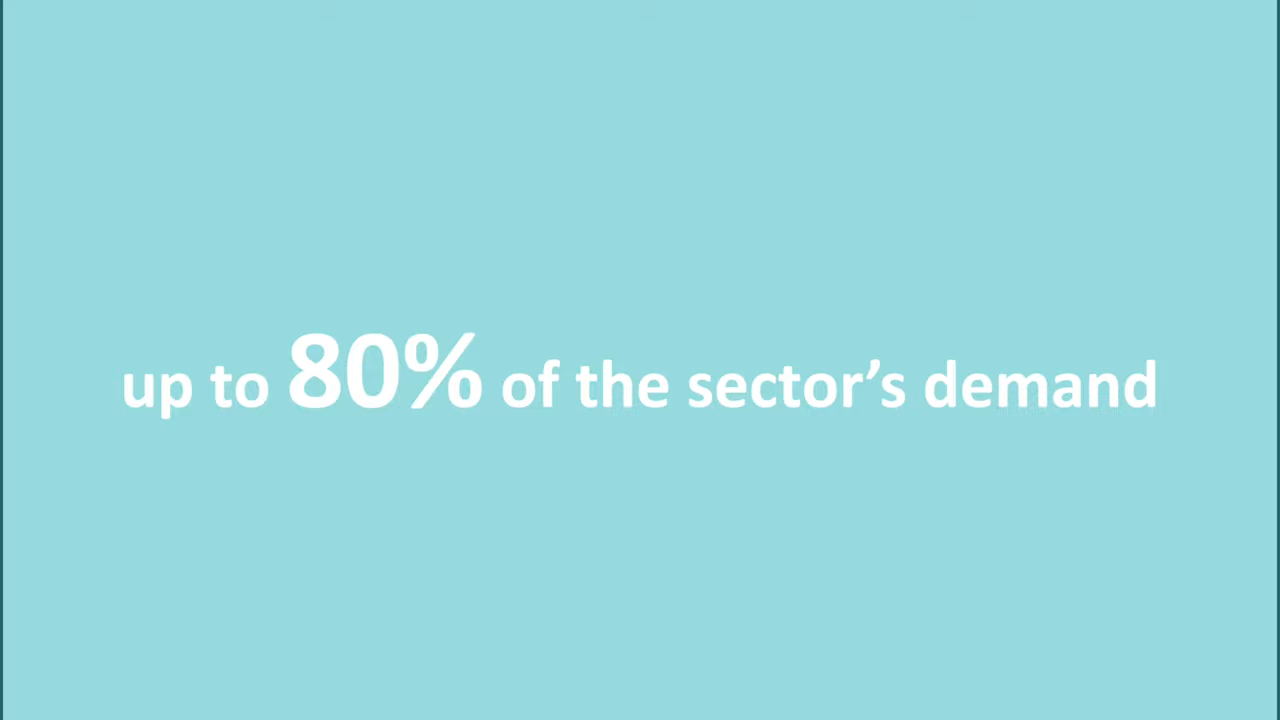 up to 80% of the sector’s demand